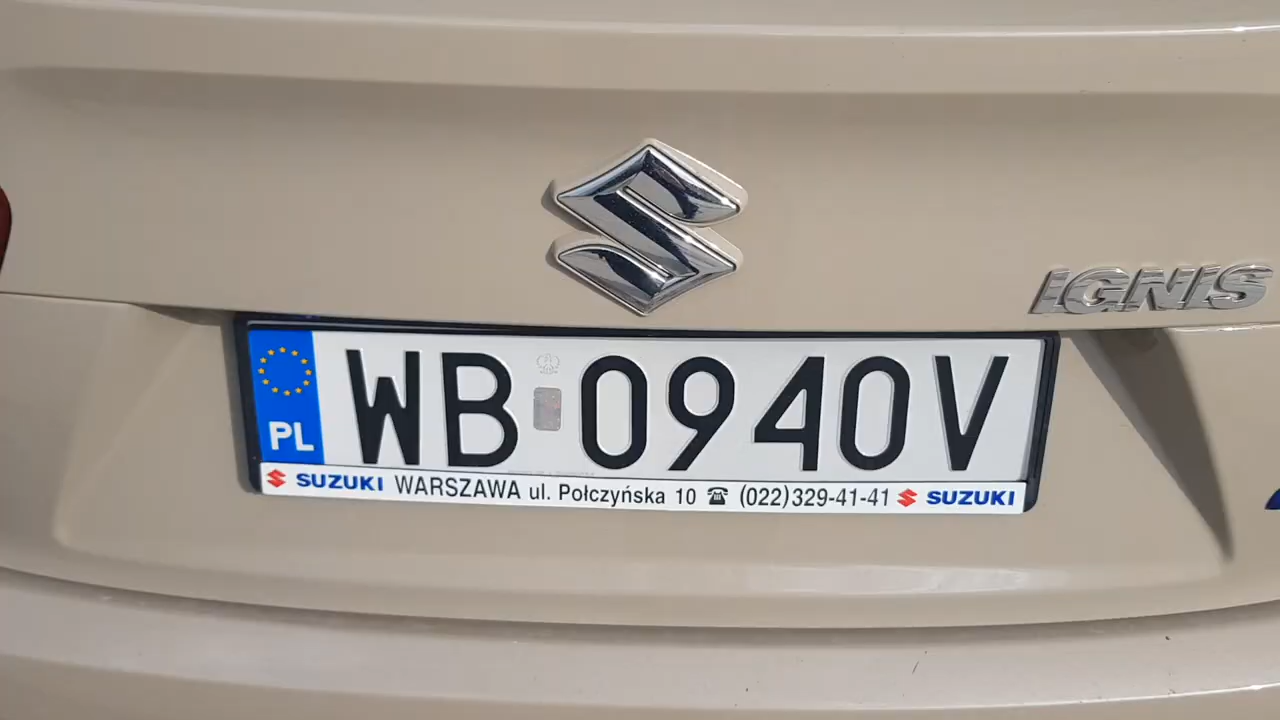 IGNIS
PL WB 0940V
SUZUKI WARSZAWA ul. Połczyńska 10 ☎ (022)329-41-41 SUZUKI